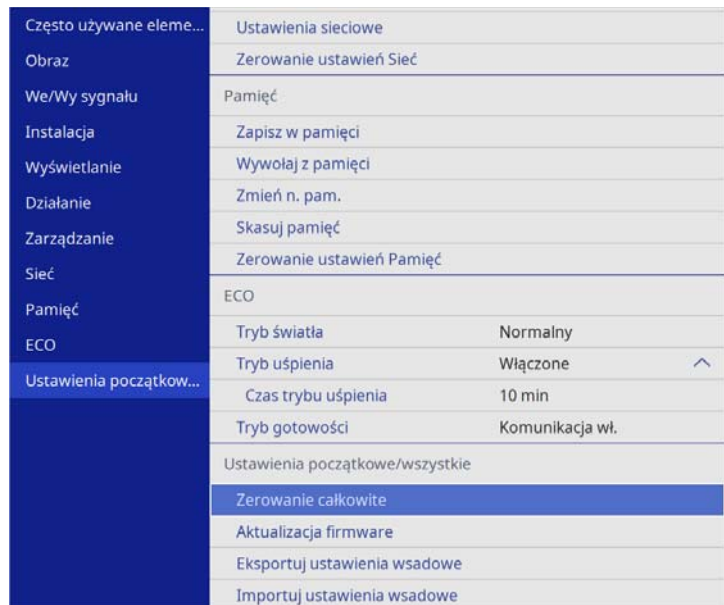 Często używane eleme...
Obraz
We/Wy sygnału
Instalacja
Wyświetlanie
Działanie
Zarządzanie
Sieć
Pamięć
ECO
Ustawienia początkow...
Ustawienia sieciowe
Zerowanie ustawień Sieć
Pamięć
Zapisz w pamięci
Wywołaj z pamięci
Zmień n. pam.
Skasuj pamięć
Zerowanie ustawień Pamięć
ECO
Tryb światła Normalny
Tryb uśpienia Włączone
Czas trybu uśpienia 10 min
Tryb gotowości Komunikacja wł.
Ustawienia początkowe/wszystkie
Zerowanie całkowite
Aktualizacja firmware
Eksportuj ustawienia wsadowe
Importuj ustawienia wsadowe